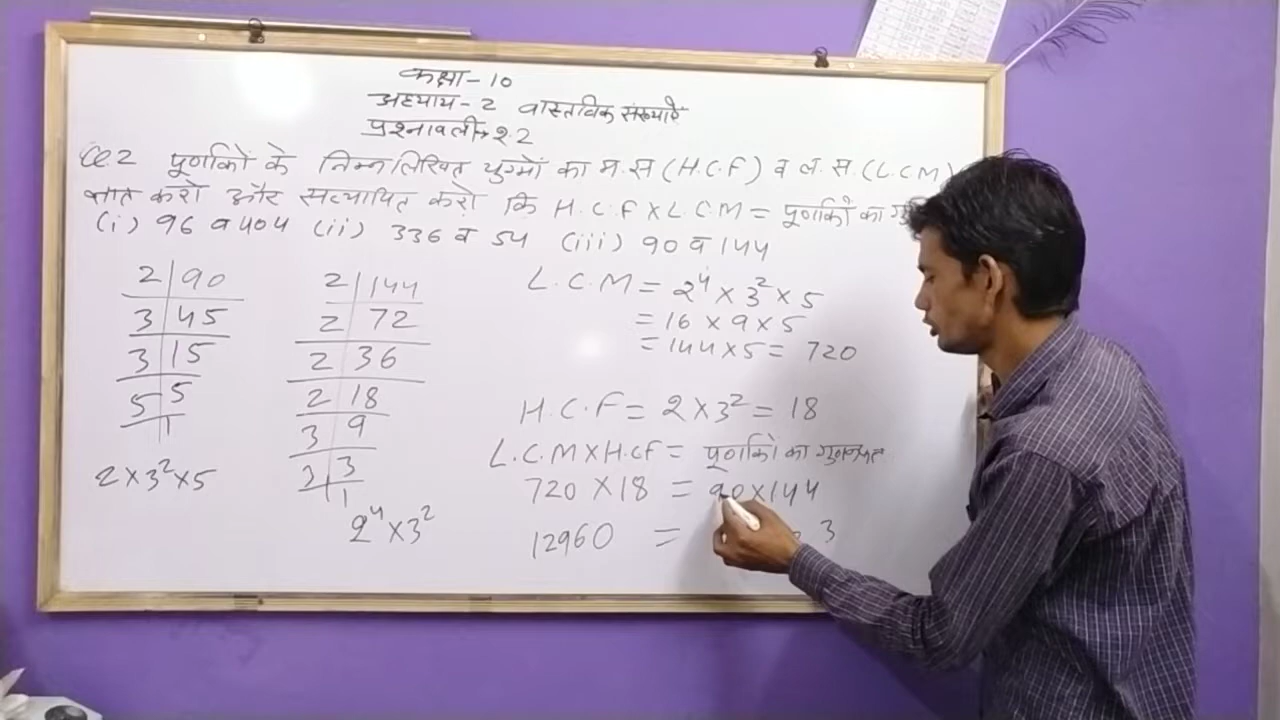 कक्षा - 10
अध्याय - 2 वास्तविक संख्याऐं
प्रश्नावली → 2.2
Q.2 पूर्णांकों के निम्नलिखित युग्मों का म.स (H.C.F) व ल.स.(L.C.M)
ज्ञात करो और सत्यापित करो कि H.C.F X L.C.M = पूर्णांकों का
(i) 96 व 404 (ii) 336 व 54 (iii) 90 व 144
2 | 90
3 | 45
3 | 15
5 | 5
1
2 × 3² × 5
2 | 144
2 | 72
2 | 36
2 | 18
3 | 9
3 | 3
1
2⁴ × 3²
L.C.M = 2⁴ × 3² × 5
= 16 × 9 × 5
= 144 × 5 = 720
H.C.F = 2 × 3² = 18
L.C.M X H.C.F = पूर्णांकों का गुणनफल
720 × 18 = 90 × 144
12960 = 3